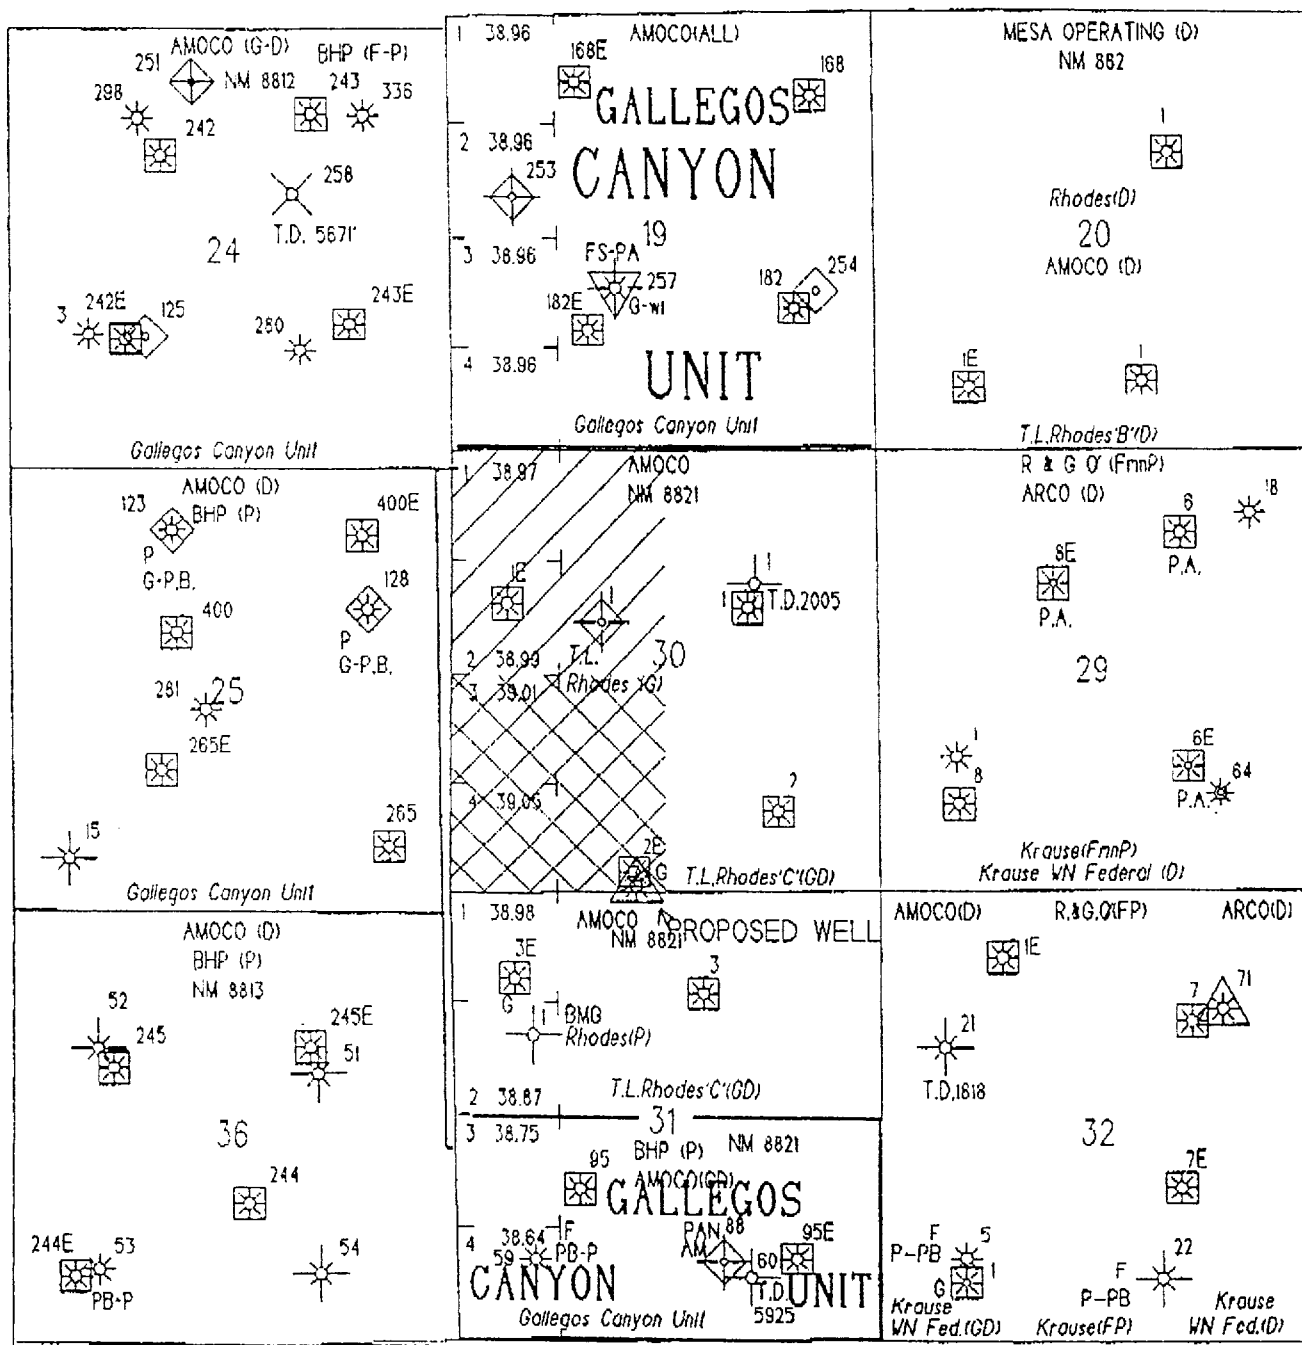 AMOCO (G-D)
BHP (F-P)
251
NM 8812
243
336
298
242
258
T.D. 5671'
24
3
242E
125
243E
280
Gallegos Canyon Unit
1 38.96
AMOCO(ALL)
168E
168
GALLEGOS
2 38.96
CANYON
253
19
3 38.96
FS-PA
257
G-WI
182
254
182E
4 38.96
UNIT
Gallegos Canyon Unit
MESA OPERATING (D)
NM 882
1
Rhodes(D)
20
AMOCO (D)
1E
1
T.L.Rhodes'B'(D)
AMOCO (D)
BHP (P)
123
400E
P
G-P.B.
128
400
P
G-P.B.
281
25
265E
265
15
Gallegos Canyon Unit
1 38.97
AMOCO
NM 8821
1E
1
1
1
T.D.2005
2 38.99
T.L.
Rhodes (G)
30
3 39.01
4 39.05
2
2E
G
T.L.Rhodes'C'(GD)
R & G O' (FmnP)
ARCO (D)
18
6
P.A.
8E
P.A.
29
1
8
6E
P.A.
64
Krause(FmnP)
Krause WN Federal (D)
AMOCO (D)
BHP (P)
NM 8813
52
245
245E
51
36
244
244E
53
PB-P
54
1 38.98
AMOCO
NM 8821
PROPOSED WELL
3E
G
3
1
BMG
Rhodes(P)
T.L.Rhodes'C'(GD)
2 38.87
31
3 38.75
BHP (P)
NM 8821
AMOCO(GD)
95
GALLEGOS
4 38.64
F
PB-P
59
PAN
AM
88
60
T.D.
5925
95E
CANYON
UNIT
Gallegos Canyon Unit
AMOCO(D)
R.&G.O'(FP)
ARCO(D)
1E
7
71
21
T.D.1818
32
7E
F
P-PB
5
G
1
F
P-PB
22
Krause
WN Fed.(GD)
Krause(FP)
Krause
WN Fed.(D)